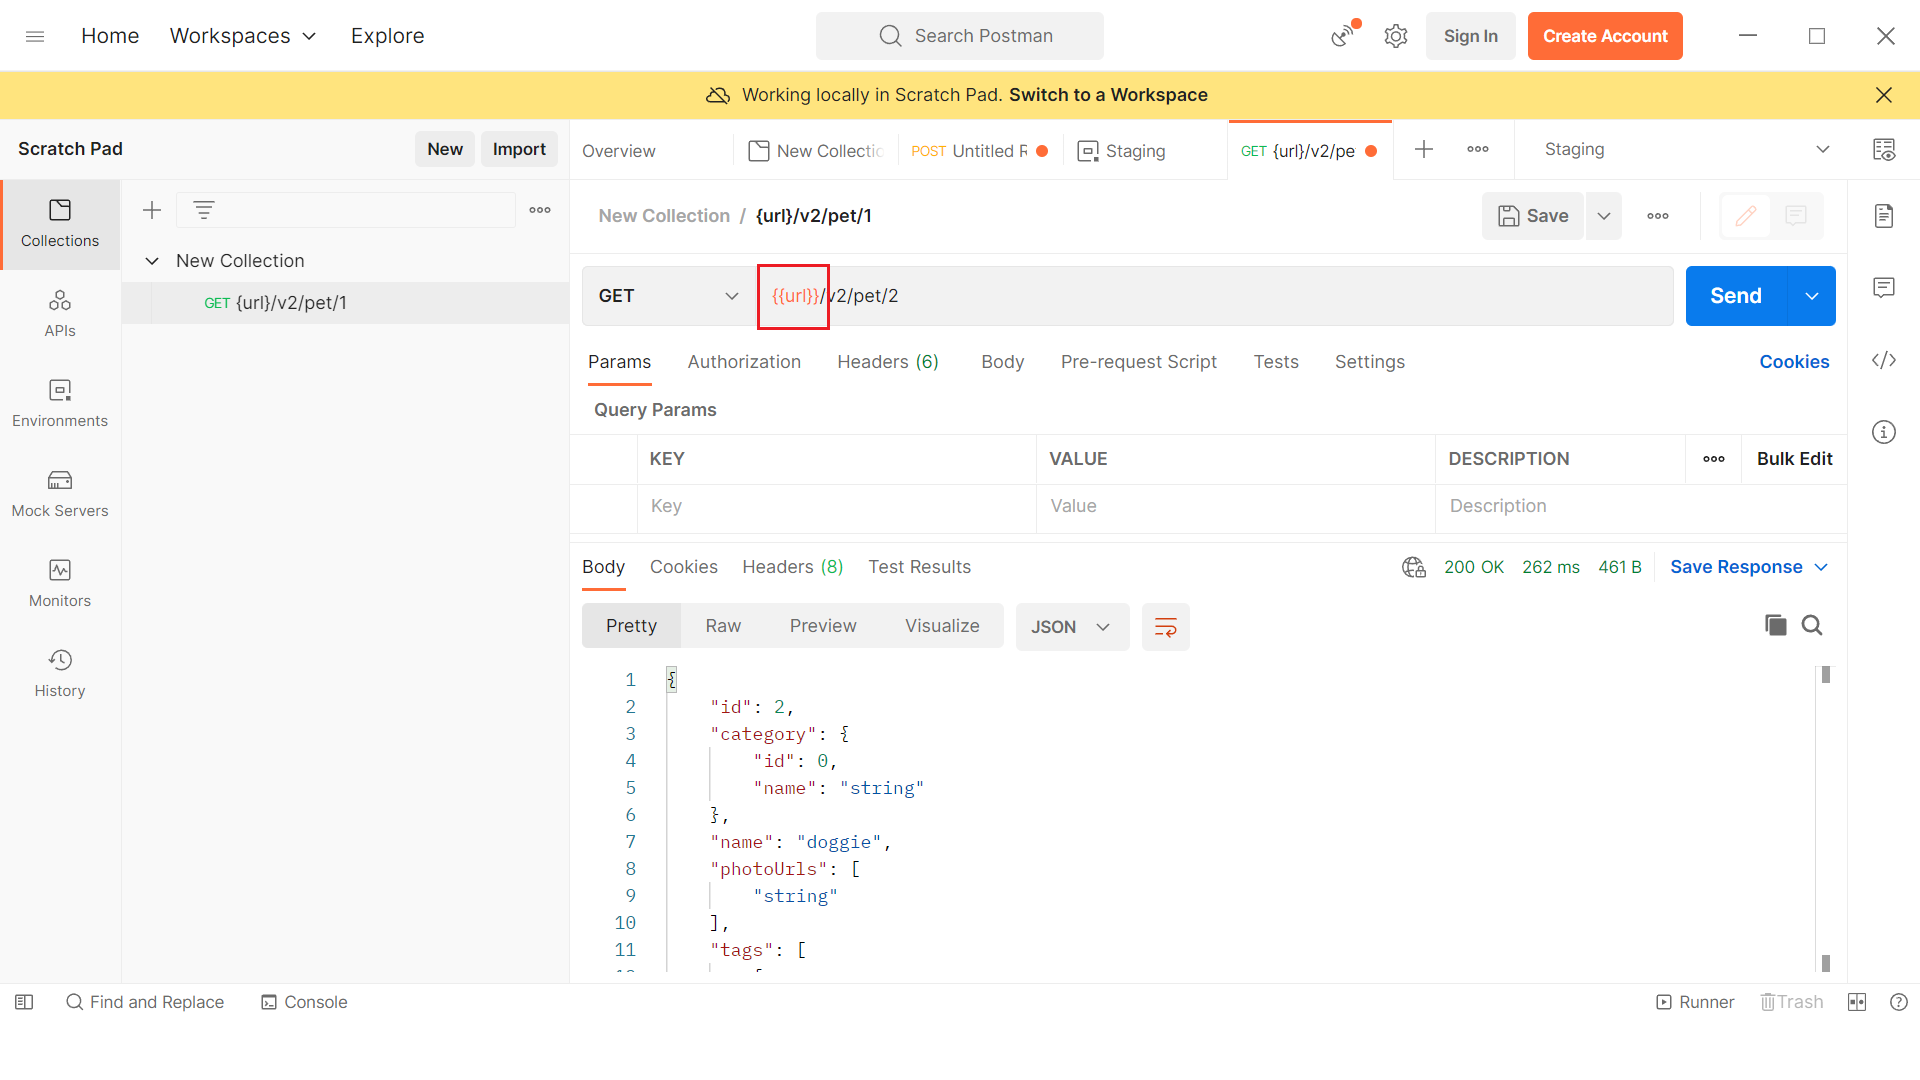 Home Workspaces Explore Search Postman Sign In Create Account
Working locally in Scratch Pad. Switch to a Workspace
Scratch Pad New Import Overview New Collectic POST Untitled R Staging GET {url}/v2/pe Staging
Collections
New Collection / {url}/v2/pet/1 Save
New Collection
GET {url}/v2/pet/1
GET {{url}}/v2/pet/2 Send
APIs
Params Authorization Headers (6) Body Pre-request Script Tests Settings Cookies
Environments
Query Params
KEY VALUE DESCRIPTION Bulk Edit
Mock Servers
Key Value Description
Body Cookies Headers (8) Test Results 200 OK 262 ms 461 B Save Response
Monitors
Pretty Raw Preview Visualize JSON
History
1 {
2 "id": 2,
3 "category": {
4 "id": 0,
5 "name": "string"
6 },
7 "name": "doggie",
8 "photoUrls": [
9 "string"
10 ],
11 "tags": [
Find and Replace Console Runner Trash